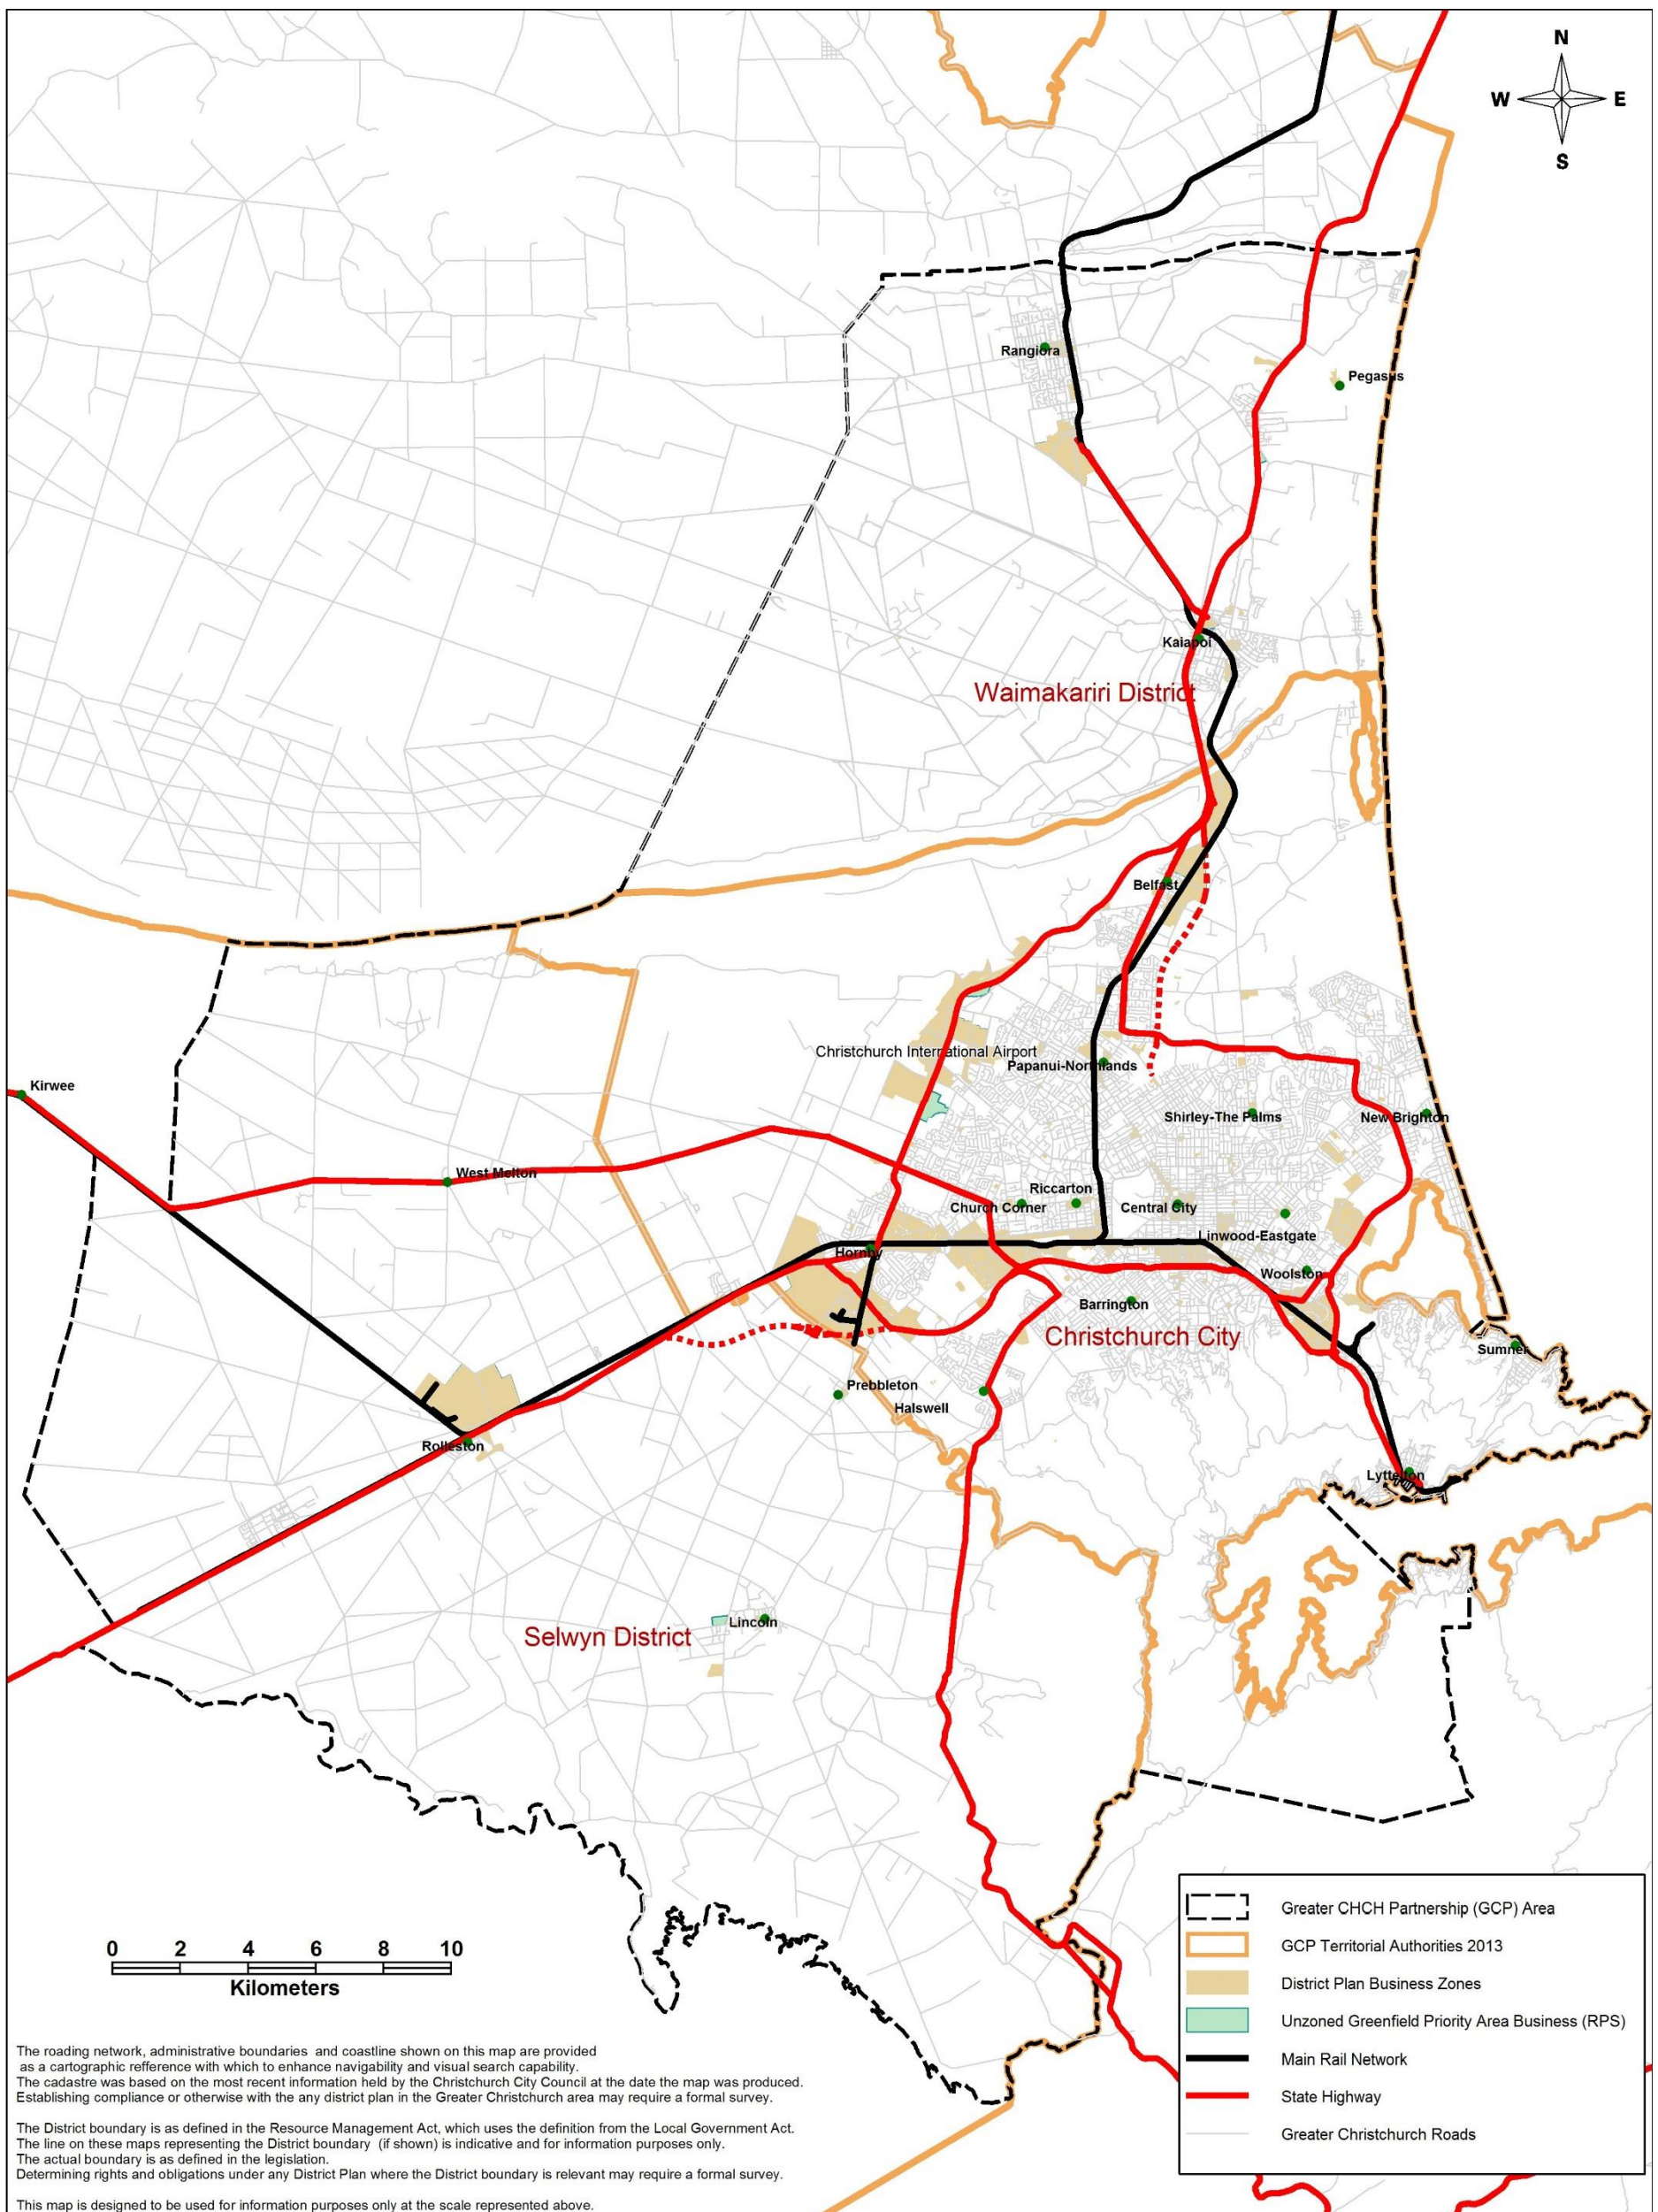 N
W E
S
Rangiora
Pegasus
Kaiapoi
Waimakariri District
Belfast
Christchurch International Airport
Papanui-Northlands
Kirwee
Shirley-The Palms
New Brighton
West Melton
Riccarton
Church Corner
Central City
Linwood-Eastgate
Hornby
Woolston
Barrington
Christchurch City
Sumner
Prebbleton
Halswell
Rolleston
Lyttelton
Lincoln
Selwyn District
0 2 4 6 8 10
Kilometers
Greater CHCH Partnership (GCP) Area
GCP Territorial Authorities 2013
District Plan Business Zones
Unzoned Greenfield Priority Area Business (RPS)
Main Rail Network
State Highway
Greater Christchurch Roads
The roading network, administrative boundaries and coastline shown on this map are provided
as a cartographic refference with which to enhance navigability and visual search capability.
The cadastre was based on the most recent information held by the Christchurch City Council at the date the map was produced.
Establishing compliance or otherwise with the any district plan in the Greater Christchurch area may require a formal survey.
The District boundary is as defined in the Resource Management Act, which uses the definition from the Local Government Act.
The line on these maps representing the District boundary (if shown) is indicative and for information purposes only.
The actual boundary is as defined in the legislation.
Determining rights and obligations under any District Plan where the District boundary is relevant may require a formal survey.
This map is designed to be used for information purposes only at the scale represented above.